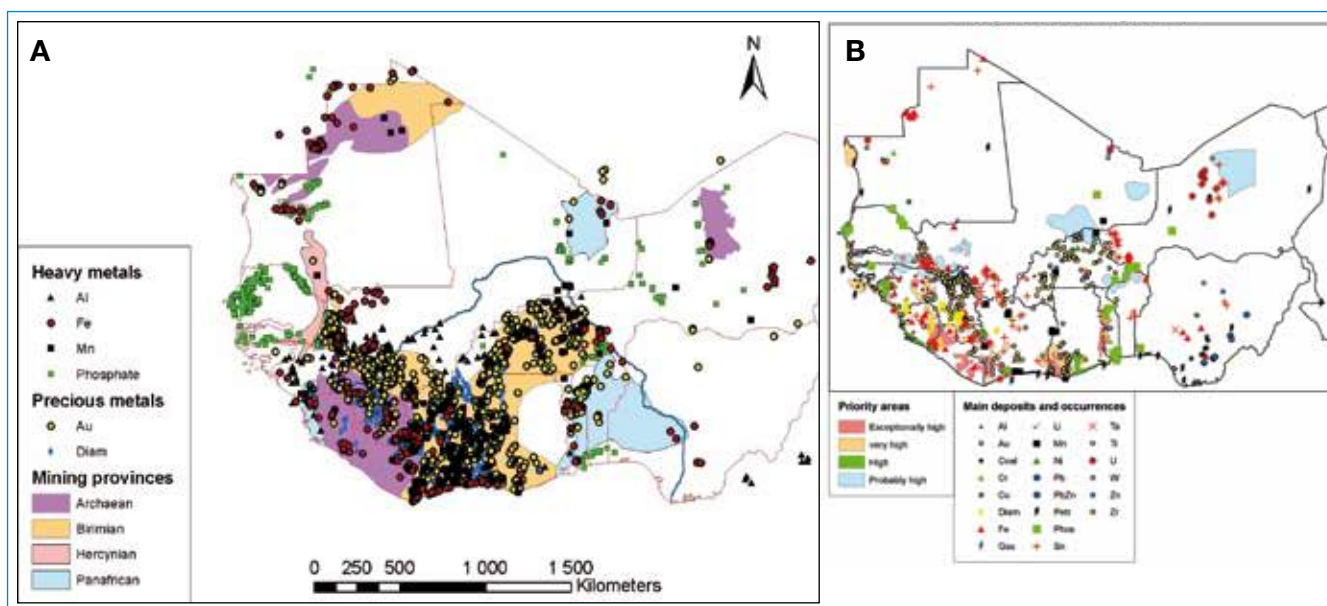 A
N
Heavy metals
Al
Fe
Mn
Phosphate
Precious metals
Au
Diam
Mining provinces
Archaean
Birimian
Hercynian
Panafrican
0 250 500 1 000 1 500
Kilometers
B
Priority areas
Exceptionally high
very high
High
Probably high
Main deposits and occurrences
Al
Au
Coal
Cr
Cu
Diam
Fe
Gas
Li
Mn
Ni
Pb
PbZn
Petr
Phos
Sn
Ta
Ti
U
W
Zn
Zr